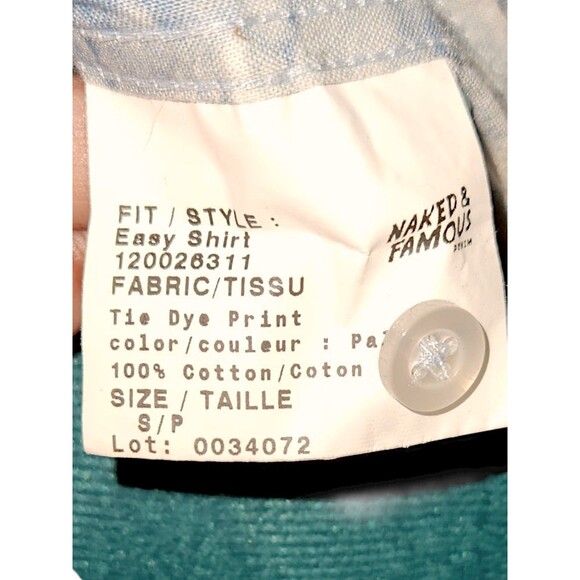 FIT / STYLE :
Easy Shirt
120026311
FABRIC/TISSU
Tie Dye Print
color/couleur :
100% Cotton/Coton
SIZE / TAILLE
S/P
Lot: 0034072
NAKED &
FAMOUS
DENIM